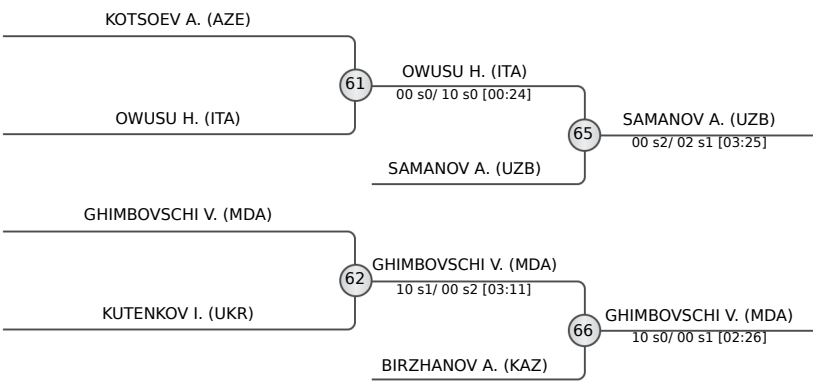 KOTSOEV A. (AZE)
61
OWUSU H. (ITA)
00 s0/ 10 s0 [00:24]
OWUSU H. (ITA)
65
SAMANOV A. (UZB)
00 s2/ 02 s1 [03:25]
SAMANOV A. (UZB)
GHIMBOVSCHI V. (MDA)
62
GHIMBOVSCHI V. (MDA)
10 s1/ 00 s2 [03:11]
KUTENKOV I. (UKR)
66
GHIMBOVSCHI V. (MDA)
10 s0/ 00 s1 [02:26]
BIRZHANOV A. (KAZ)